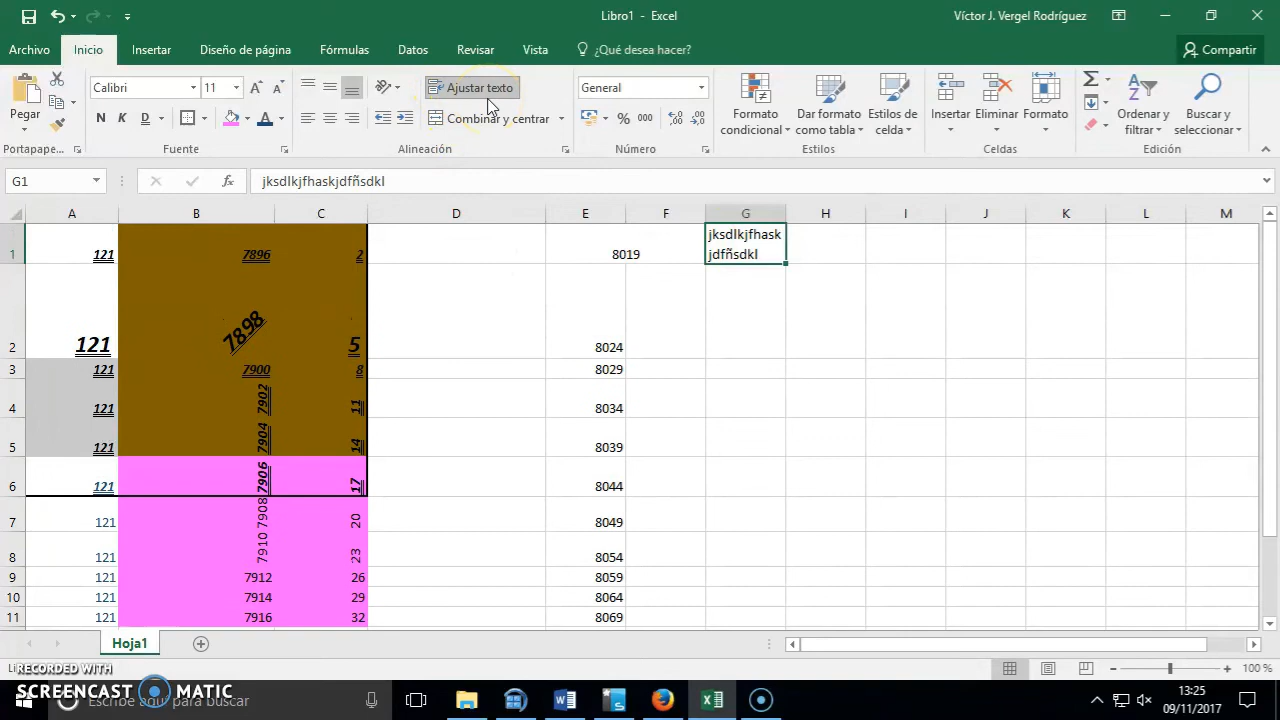 Libro1 - Excel
Víctor J. Vergel Rodríguez
Archivo Inicio Insertar Diseño de página Fórmulas Datos Revisar Vista ¿Qué desea hacer? Compartir
Pegar
Calibri 11
N K D
Ajustar texto
Combinar y centrar
General
% 000
Formato condicional
Dar formato como tabla
Estilos de celda
Insertar Eliminar Formato
Ordenar y filtrar
Buscar y seleccionar
Portapape... Fuente Alineación Número Estilos Celdas Edición
G1 fx jksdlkjfhaskjdfñsdkl
A B C D E F G H I J K L M
1 121 7896 2 8019 jksdlkjfhask
jdfñsdkl
2 121 7898 5 8024
3 121 7900 8 8029
4 121 7902 11 8034
5 121 7904 14 8039
6 121 7906 17 8044
7 121 7908 20 8049
8 121 7910 23 8054
9 121 7912 26 8059
10 121 7914 29 8064
11 121 7916 32 8069
Hoja1
100 %
RECORDED WITH
SCREENCAST MATIC
Escribe aquí para buscar
13:25
09/11/2017